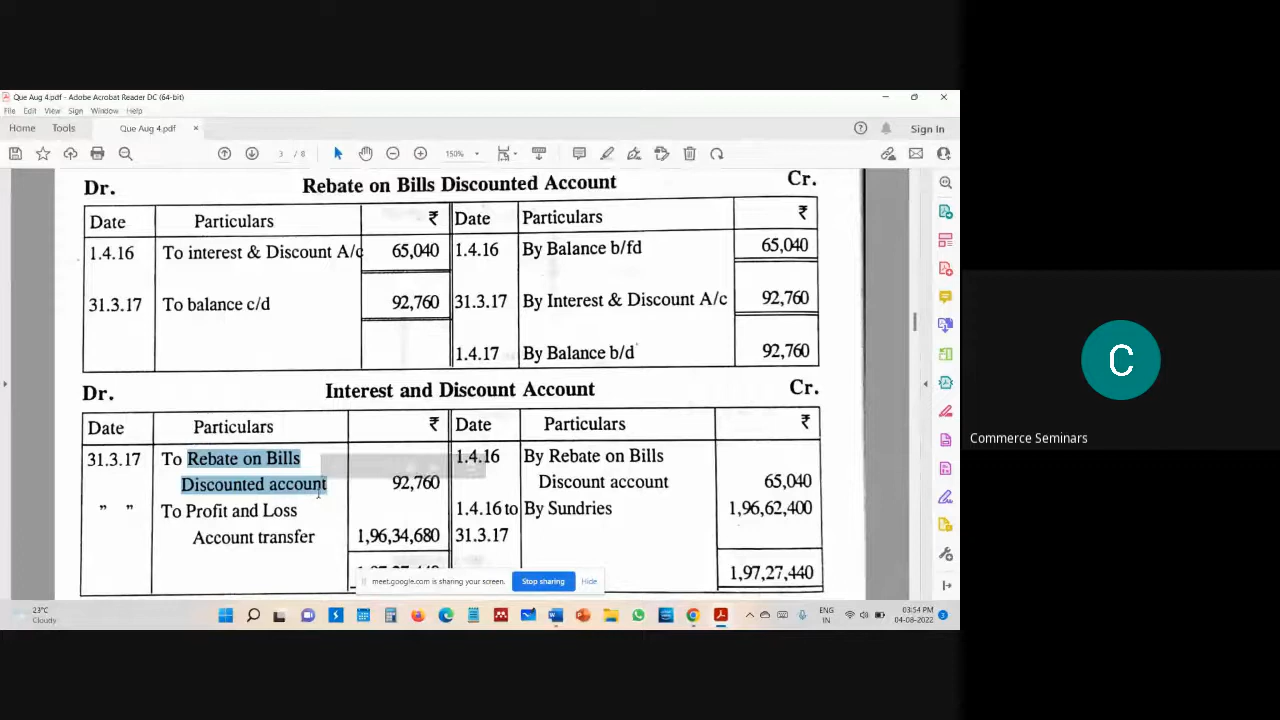 Que Aug 4.pdf - Adobe Acrobat Reader DC (64-bit)
File Edit View Sign Window Help
Home Tools Que Aug 4.pdf × Sign In
3 / 8 150%
Dr. Rebate on Bills Discounted Account Cr.
Date Particulars ₹ Date Particulars ₹
1.4.16 To interest & Discount A/c 65,040 1.4.16 By Balance b/fd 65,040
31.3.17 To balance c/d 92,760 31.3.17 By Interest & Discount A/c 92,760
1.4.17 By Balance b/d 92,760
Dr. Interest and Discount Account Cr.
Date Particulars ₹ Date Particulars ₹
31.3.17 To Rebate on Bills 1.4.16 By Rebate on Bills
Discounted account 92,760 Discount account 65,040
” ” To Profit and Loss 1.4.16 to By Sundries 1,96,62,400
Account transfer 1,96,34,680 31.3.17
1,97,27,440
meet.google.com is sharing your screen. Stop sharing Hide
23°C
Cloudy
ENG
IN
03:54 PM
04-08-2022
C
Commerce Seminars